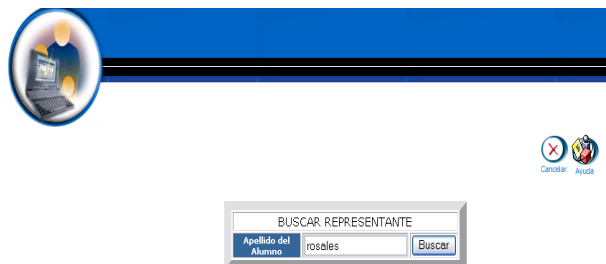 Cancelar Ayuda
BUSCAR REPRESENTANTE
Apellido del
Alumno
rosales
Buscar